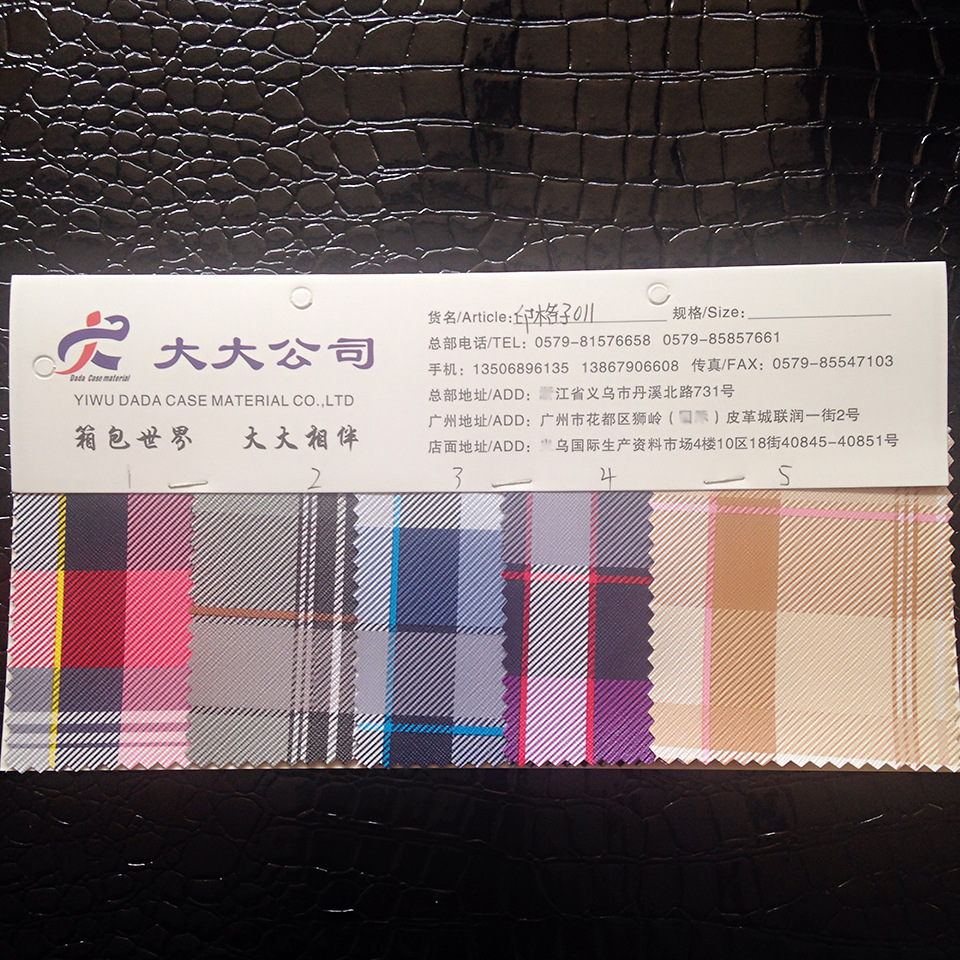 大大公司
Dada Case material
YIWU DADA CASE MATERIAL CO.,LTD
箱包世界 大大相伴
货名/Article:印格子011 规格/Size:
总部电话/TEL: 0579-81576658 0579-85857661
手机: 13506896135 13867906608 传真/FAX: 0579-85547103
总部地址/ADD: 江省义乌市丹溪北路731号
广州地址/ADD: 广州市花都区狮岭 ( ) 皮革城联润一街2号
店面地址/ADD: 乌国际生产资料市场4楼10区18街40845-40851号
1 2 3 4 5